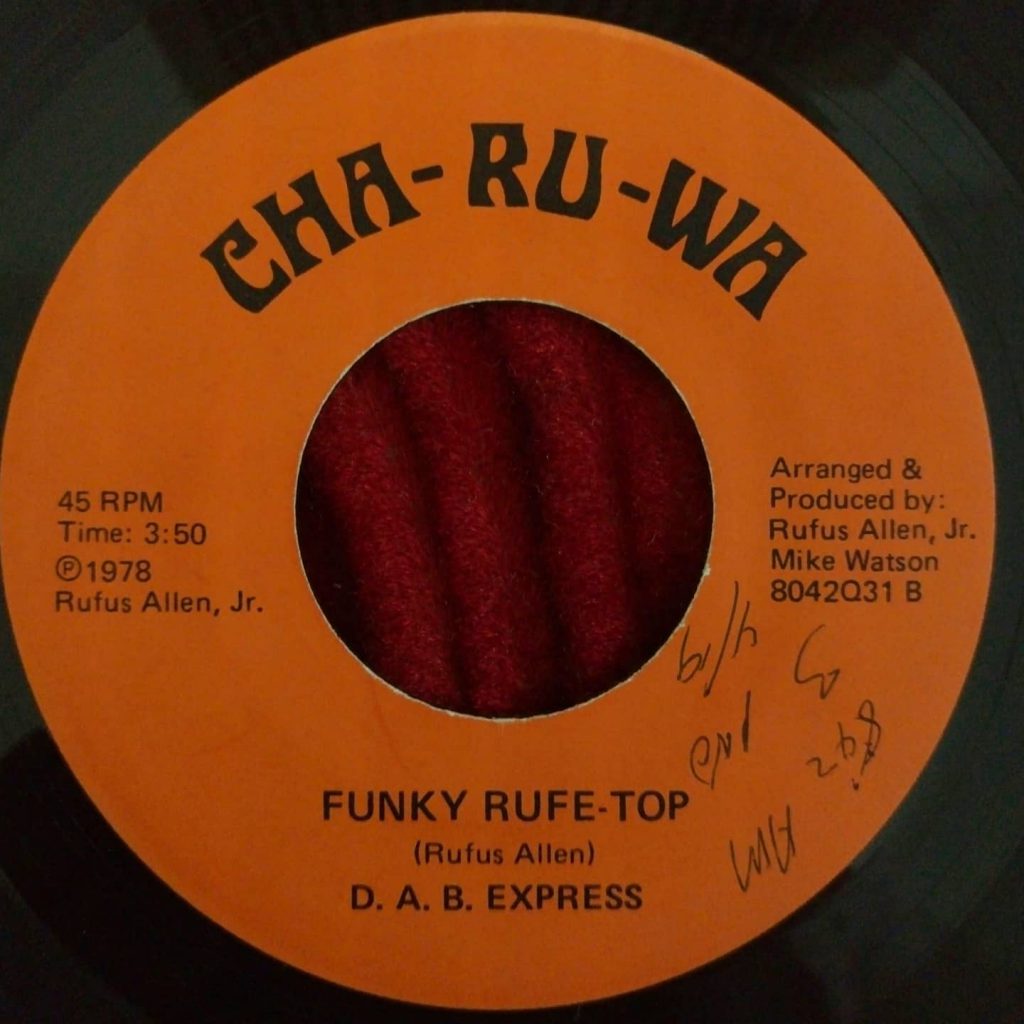 CHA-RU-WA
45 RPM
Time: 3:50
℗1978
Rufus Allen, Jr.
Arranged &
Produced by:
Rufus Allen, Jr.
Mike Watson
8042Q31 B
FUNKY RUFE-TOP
(Rufus Allen)
D. A. B. EXPRESS